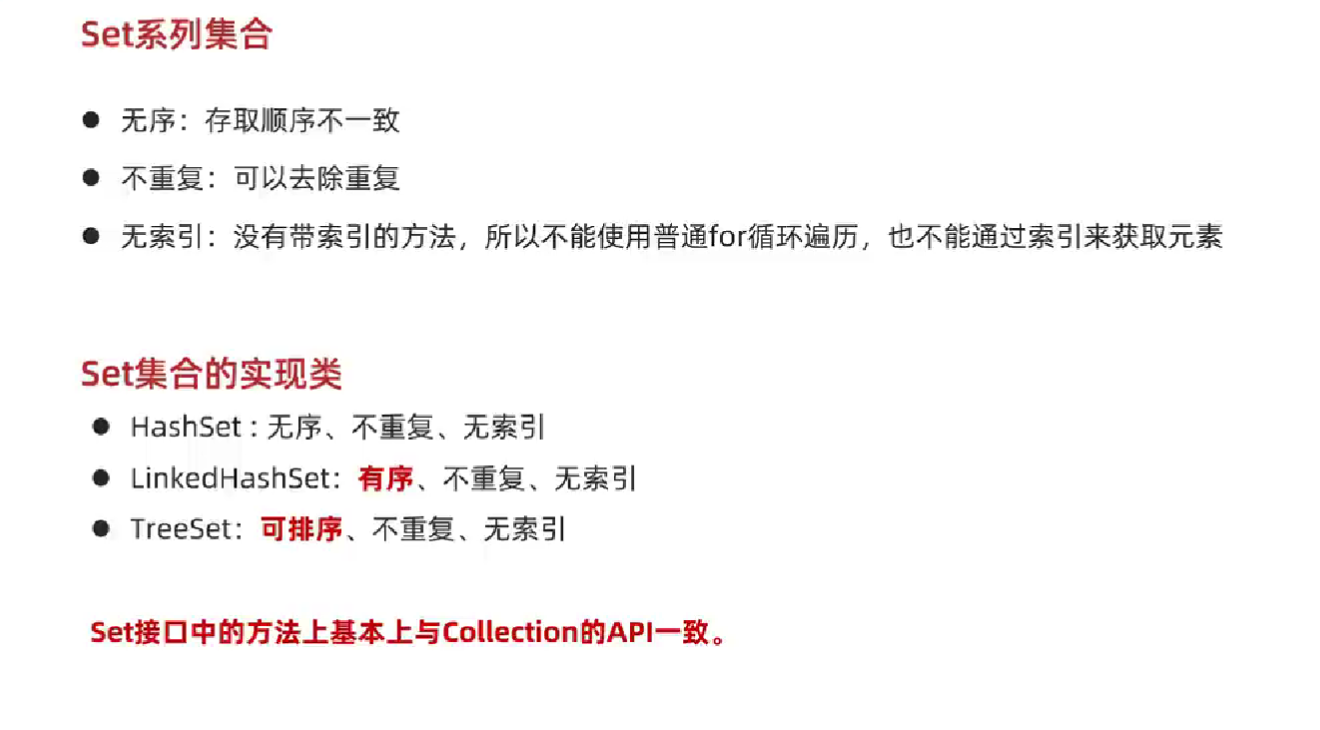 Set系列集合
● 无序：存取顺序不一致
● 不重复：可以去除重复
● 无索引：没有带索引的方法，所以不能使用普通for循环遍历，也不能通过索引来获取元素
Set集合的实现类
● HashSet : 无序、不重复、无索引
● LinkedHashSet：有序、不重复、无索引
● TreeSet：可排序、不重复、无索引
Set接口中的方法上基本上与Collection的API一致。